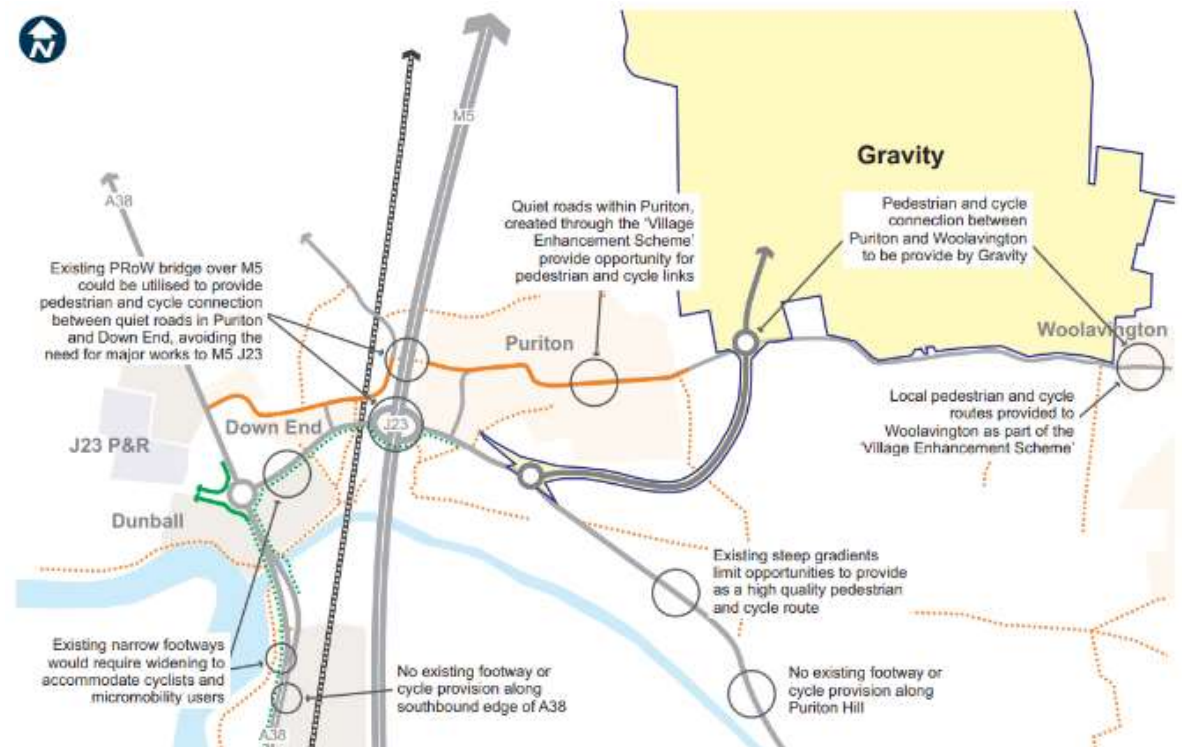 N
M5
Gravity
A38
Quiet roads within Puriton,
created through the 'Village
Enhancement Scheme'
provide opportunity for
pedestrian and cycle links
Pedestrian and cycle
connection between
Puriton and Woolavington
to be provide by Gravity
Existing PRoW bridge over M5
could be utilised to provide
pedestrian and cycle connection
between quiet roads in Puriton
and Down End, avoiding the
need for major works to M5 J23
Puriton
Woolavington
Local pedestrian and cycle
routes provided to
Woolavington as part of the
'Village Enhancement Scheme'
Down End
J23
J23 P&R
Dunball
Existing steep gradients
limit opportunities to provide
as a high quality pedestrian
and cycle route
Existing narrow footways
would require widening to
accommodate cyclists and
micromobility users
No existing footway or
cycle provision along
southbound edge of A38
No existing footway or
cycle provision along
Puriton Hill
A38